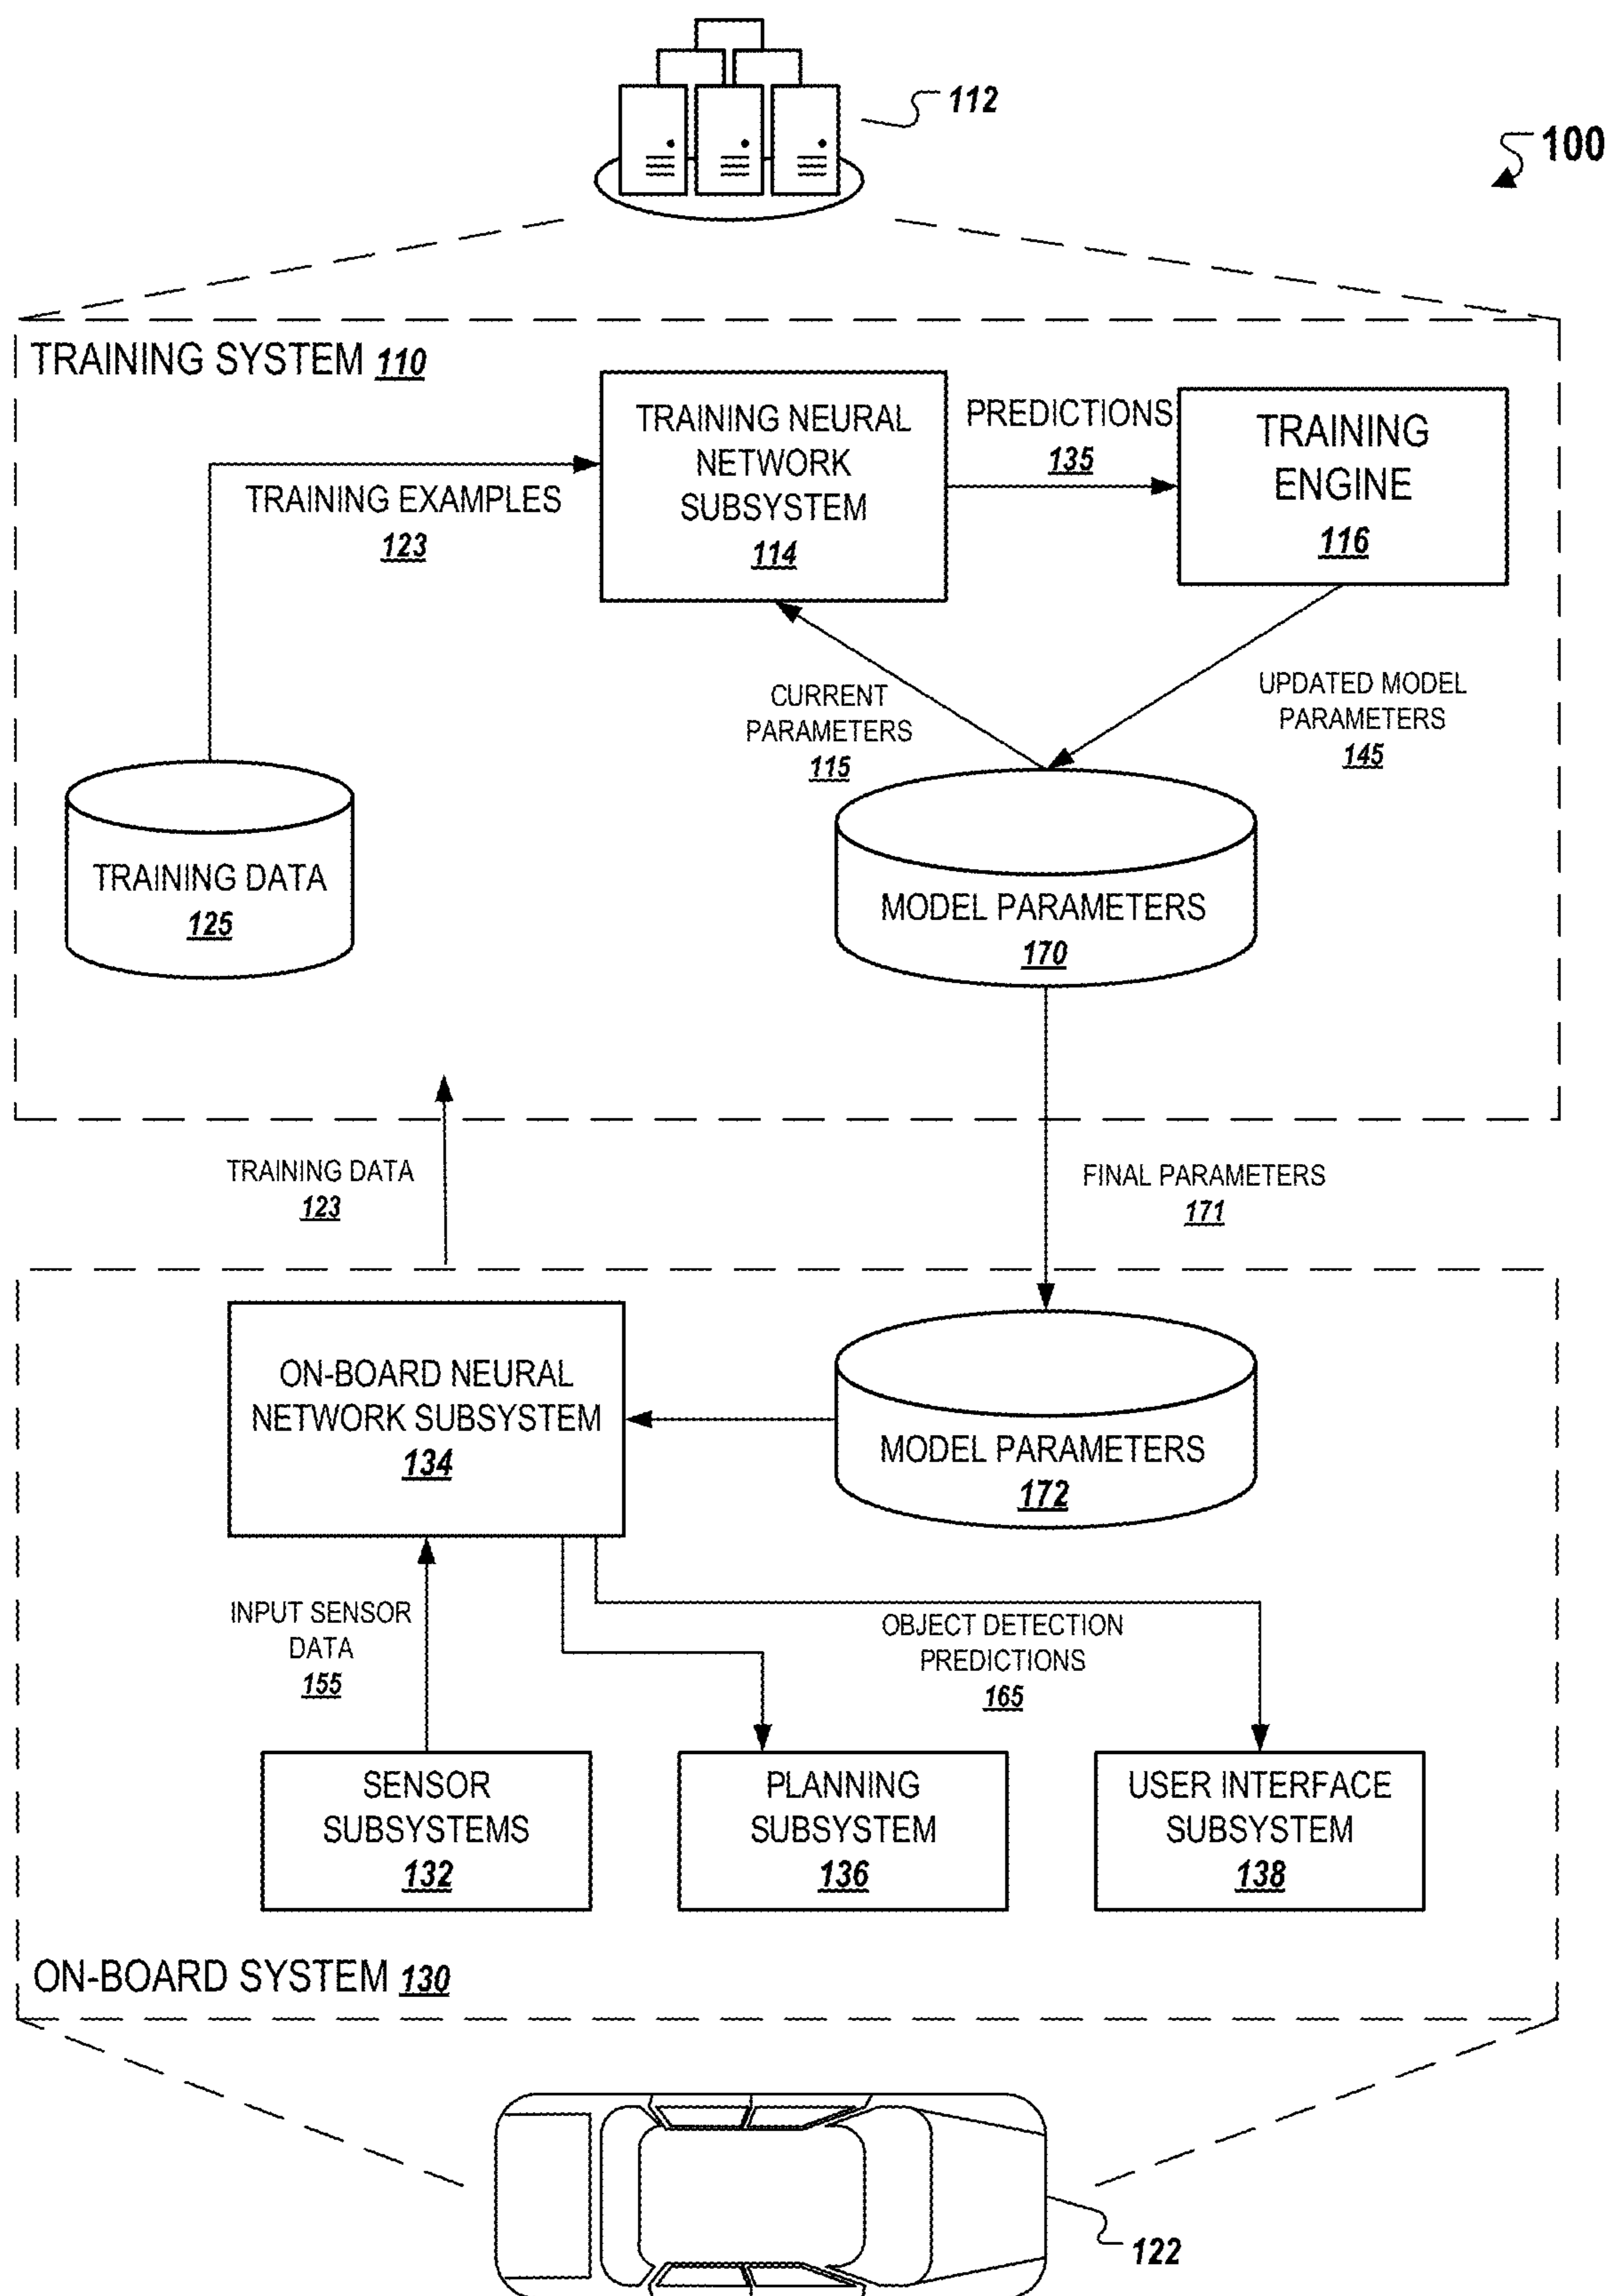 112
100
TRAINING SYSTEM 110
TRAINING NEURAL
NETWORK
SUBSYSTEM
114
PREDICTIONS
135
TRAINING
ENGINE
116
TRAINING EXAMPLES
123
CURRENT
PARAMETERS
115
UPDATED MODEL
PARAMETERS
145
TRAINING DATA
125
MODEL PARAMETERS
170
TRAINING DATA
123
FINAL PARAMETERS
171
ON-BOARD NEURAL
NETWORK SUBSYSTEM
134
MODEL PARAMETERS
172
INPUT SENSOR
DATA
155
OBJECT DETECTION
PREDICTIONS
165
SENSOR
SUBSYSTEMS
132
PLANNING
SUBSYSTEM
136
USER INTERFACE
SUBSYSTEM
138
ON-BOARD SYSTEM 130
122